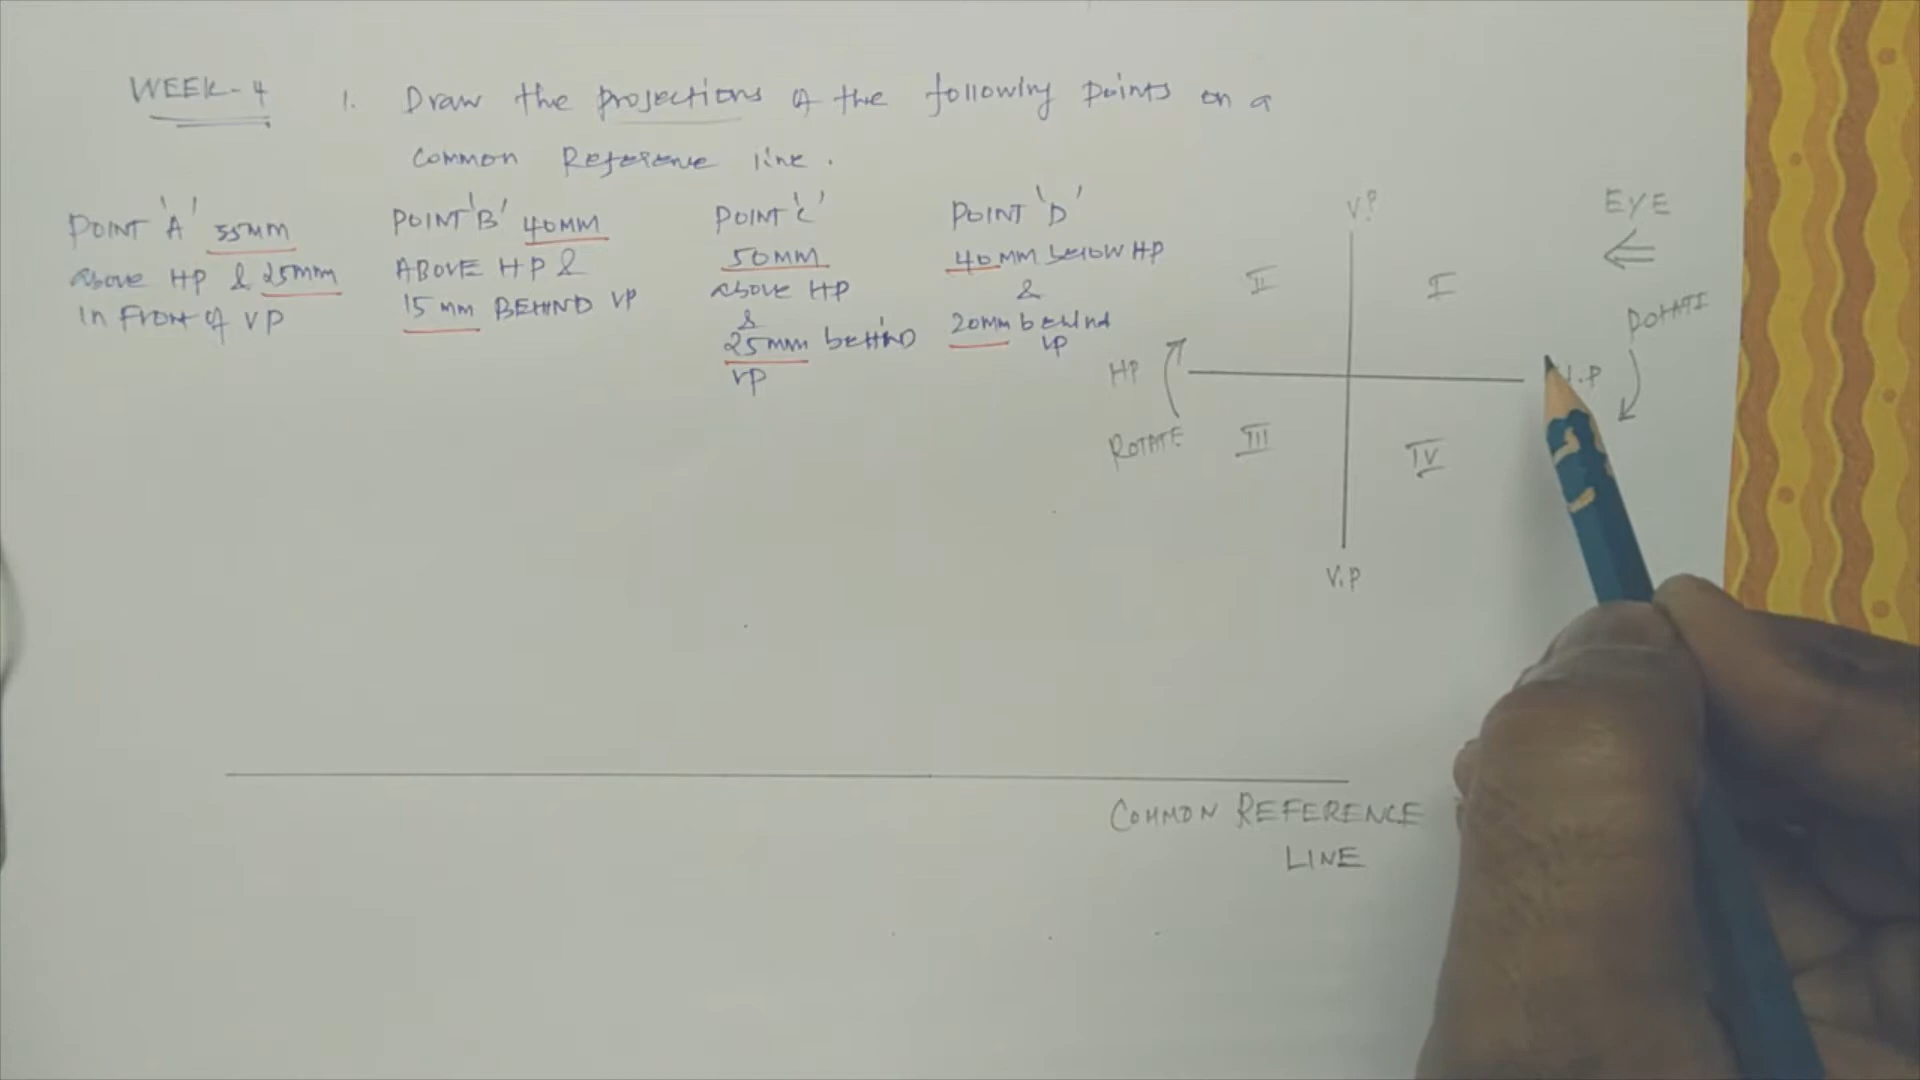 WEEK-4 1. Draw the projections of the following points on a
Common Reference line.
POINT 'A' 35MM
above HP & 25mm
in Front of VP
POINT 'B' 40MM
ABOVE HP &
15 mm BEHIND VP
POINT 'C'
50MM
above HP
&
25mm behind
VP
POINT 'D'
40MM below HP
&
20mm behind
VP
V.P
EYE
II
I
HP
ROTATE
III
IV
V.P
COMMON REFERENCE
LINE